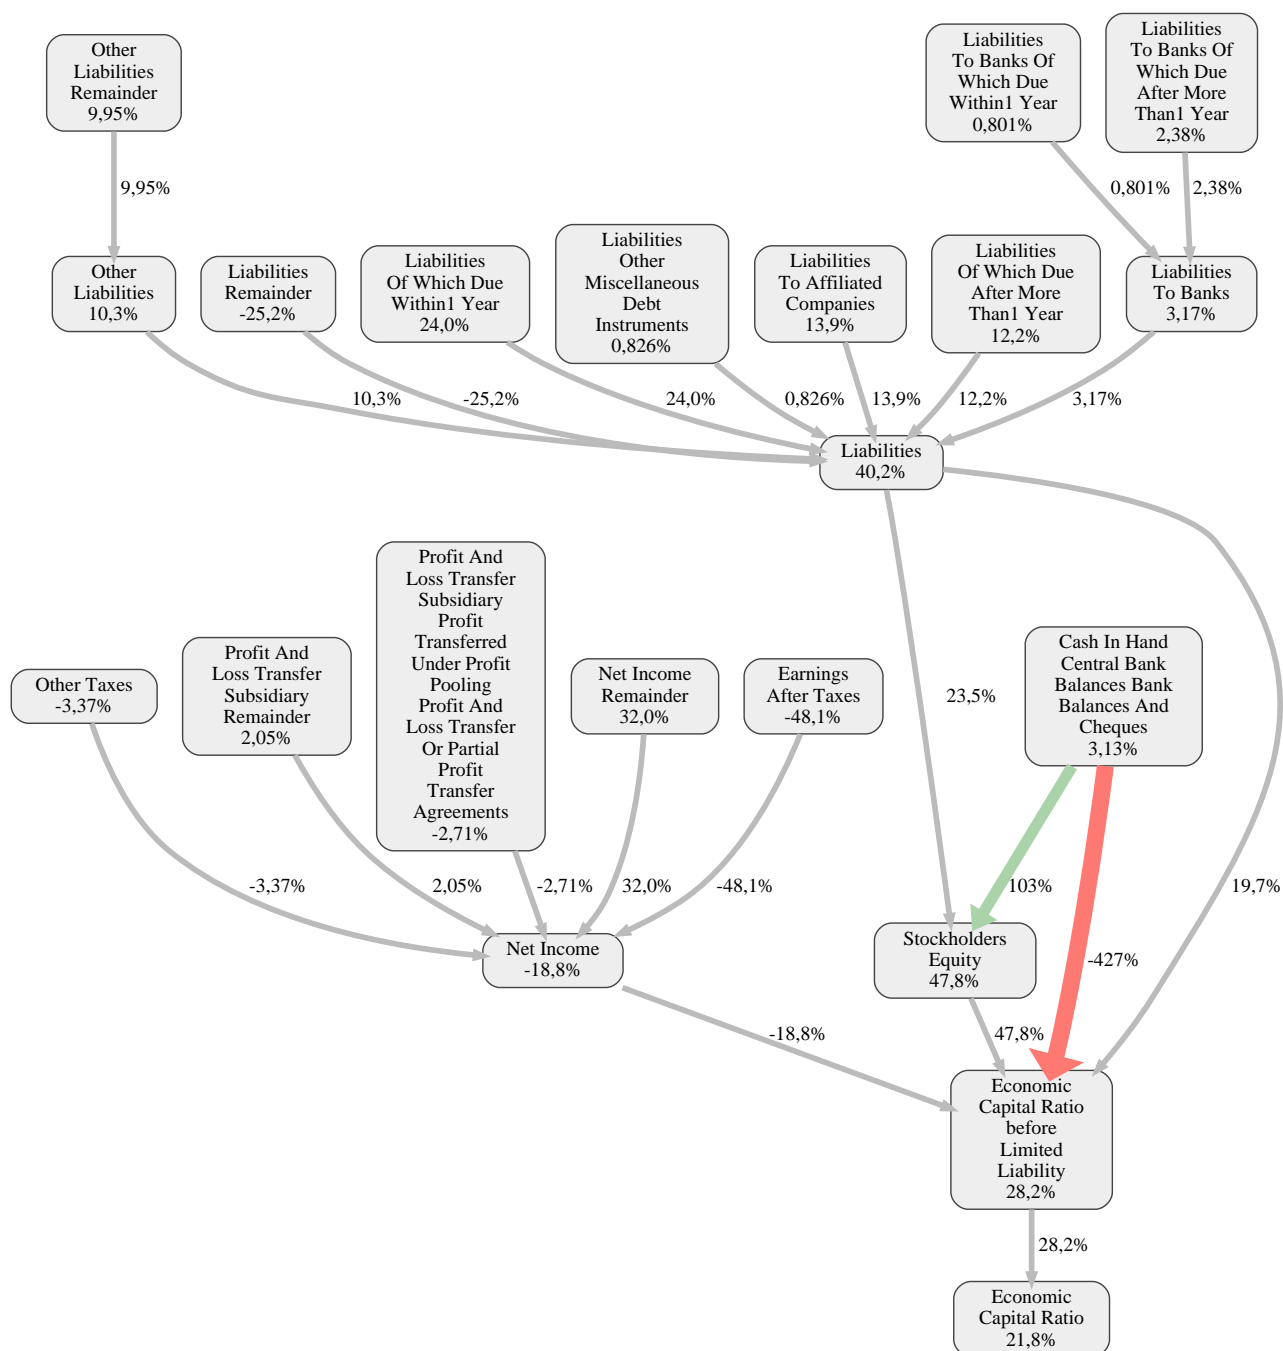 Other
Liabilities
Remainder
9,95%
Liabilities
To Banks Of
Which Due
Within1 Year
0,801%
Liabilities
To Banks Of
Which Due
After More
Than1 Year
2,38%
9,95%
0,801%
2,38%
Other
Liabilities
10,3%
Liabilities
Remainder
-25,2%
Liabilities
Of Which Due
Within1 Year
24,0%
Liabilities
Other
Miscellaneous
Debt
Instruments
0,826%
Liabilities
To Affiliated
Companies
13,9%
Liabilities
Of Which Due
After More
Than1 Year
12,2%
Liabilities
To Banks
3,17%
10,3%
-25,2%
24,0%
0,826%
13,9%
12,2%
3,17%
Liabilities
40,2%
Other Taxes
-3,37%
Profit And
Loss Transfer
Subsidiary
Remainder
2,05%
Profit And
Loss Transfer
Subsidiary
Profit
Transferred
Under Profit
Pooling
Profit And
Loss Transfer
Or Partial
Profit
Transfer
Agreements
-2,71%
Net Income
Remainder
32,0%
Earnings
After Taxes
-48,1%
23,5%
Cash In Hand
Central Bank
Balances Bank
Balances And
Cheques
3,13%
-3,37%
2,05%
-2,71%
32,0%
-48,1%
103%
19,7%
Net Income
-18,8%
Stockholders
Equity
47,8%
-427%
-18,8%
47,8%
Economic
Capital Ratio
before
Limited
Liability
28,2%
28,2%
Economic
Capital Ratio
21,8%